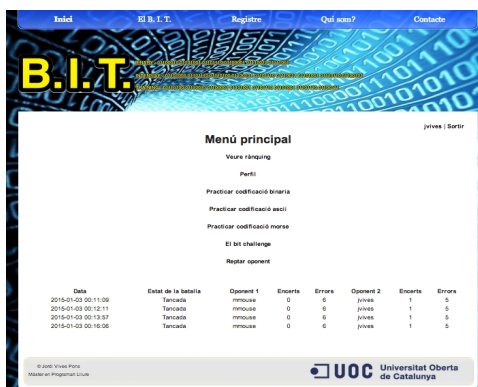 Inici El B. I. T. Registre Qui som? Contacte
B.I.T.
jvives | Sortir
Menú principal
Veure rànquing
Perfil
Practicar codificació binaria
Practicar codificació ascii
Practicar codificació morse
El bit challenge
Reptar oponent
Data Estat de la batalla Oponent 1 Encerts Errors Oponent 2 Encerts Errors
2015-01-03 00:11:09 Tancada mmouse 0 6 jvives 1 5
2015-01-03 00:12:11 Tancada mmouse 0 6 jvives 1 5
2015-01-03 00:13:57 Tancada mmouse 0 6 jvives 1 5
2015-01-03 00:16:06 Tancada mmouse 0 6 jvives 1 5
© Jordi Vives Pons
Màster en Programari Lliure
UOC Universitat Oberta
de Catalunya